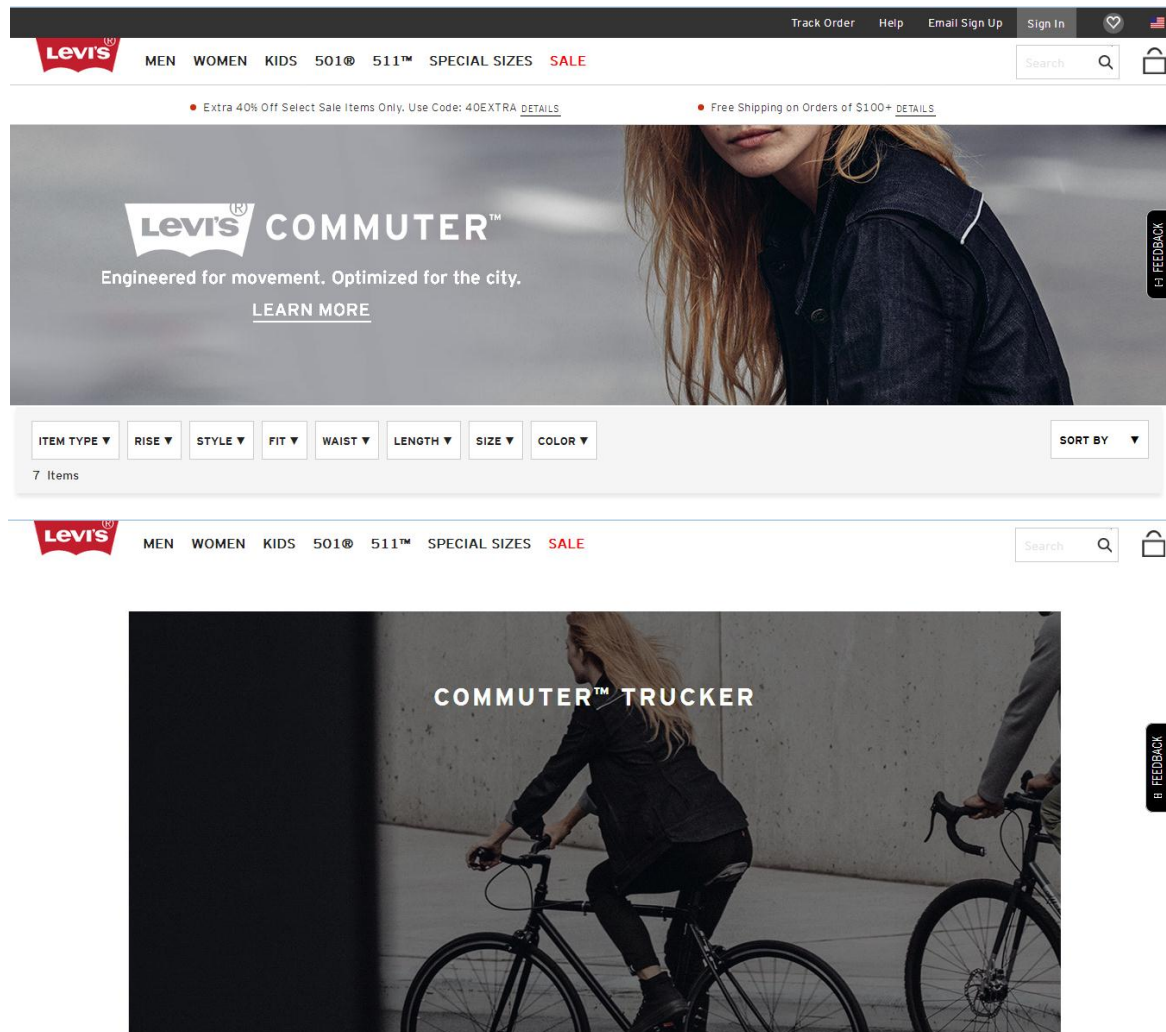 Track Order Help Email Sign Up Sign In
LEVI'S®
MEN WOMEN KIDS 501® 511™ SPECIAL SIZES SALE
Search
Extra 40% Off Select Sale Items Only. Use Code: 40EXTRA DETAILS
Free Shipping on Orders of $100+ DETAILS
LEVI'S® COMMUTER™
Engineered for movement. Optimized for the city.
LEARN MORE
[-] FEEDBACK
ITEM TYPE ▼ RISE ▼ STYLE ▼ FIT ▼ WAIST ▼ LENGTH ▼ SIZE ▼ COLOR ▼ SORT BY ▼
7 Items
LEVI'S®
MEN WOMEN KIDS 501® 511™ SPECIAL SIZES SALE
Search
COMMUTER™ TRUCKER
[+] FEEDBACK